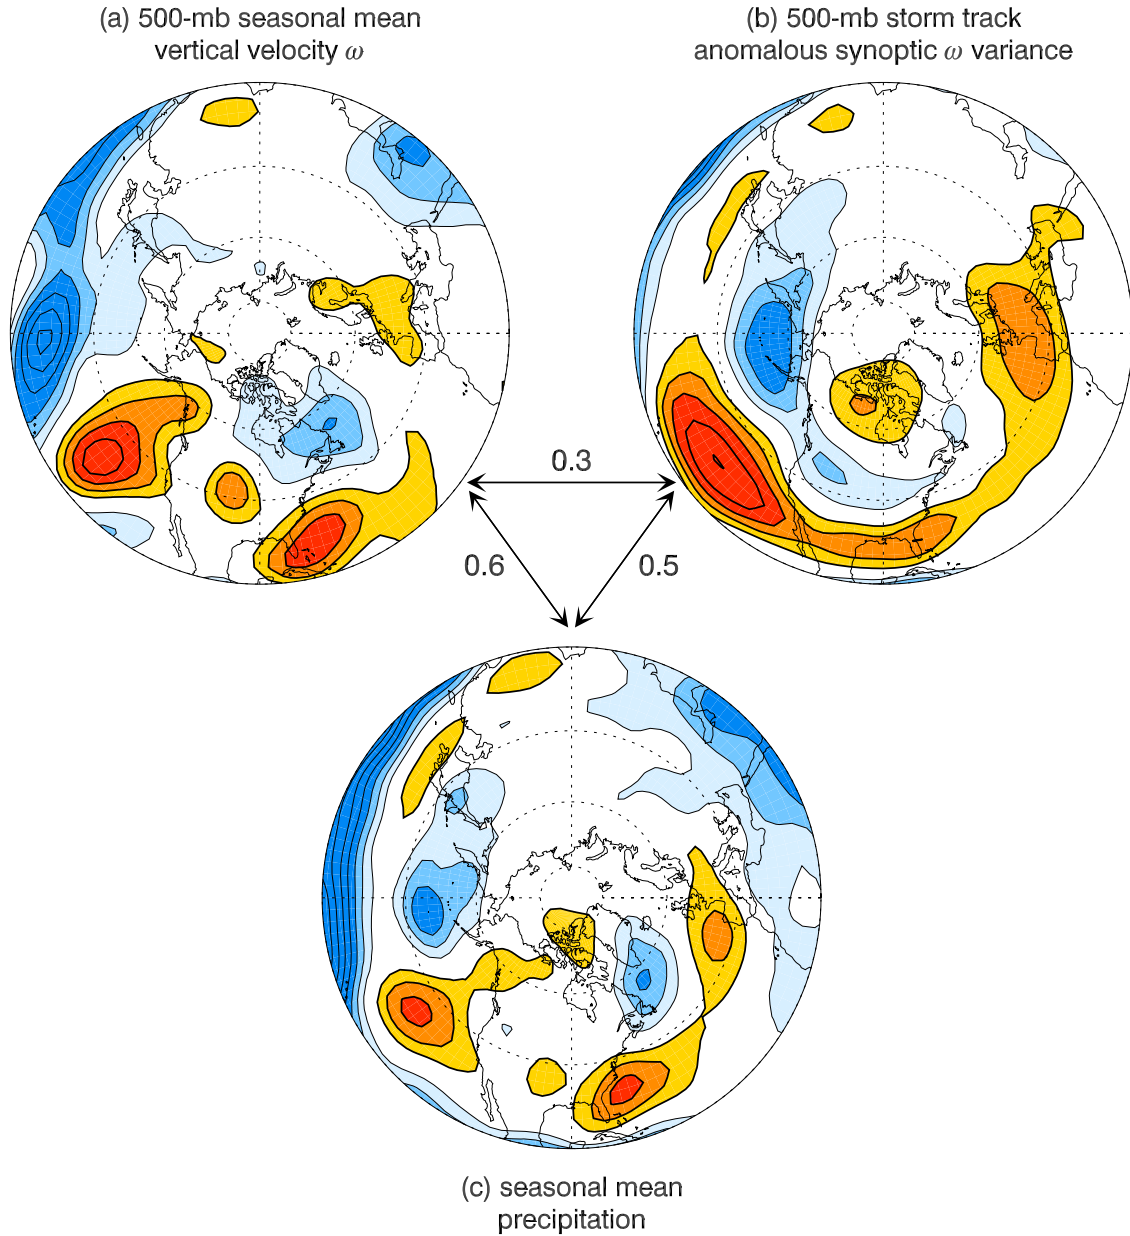 (a) 500-mb seasonal mean
vertical velocity ω
(b) 500-mb storm track
anomalous synoptic ω variance
0.3
0.6
0.5
(c) seasonal mean
precipitation